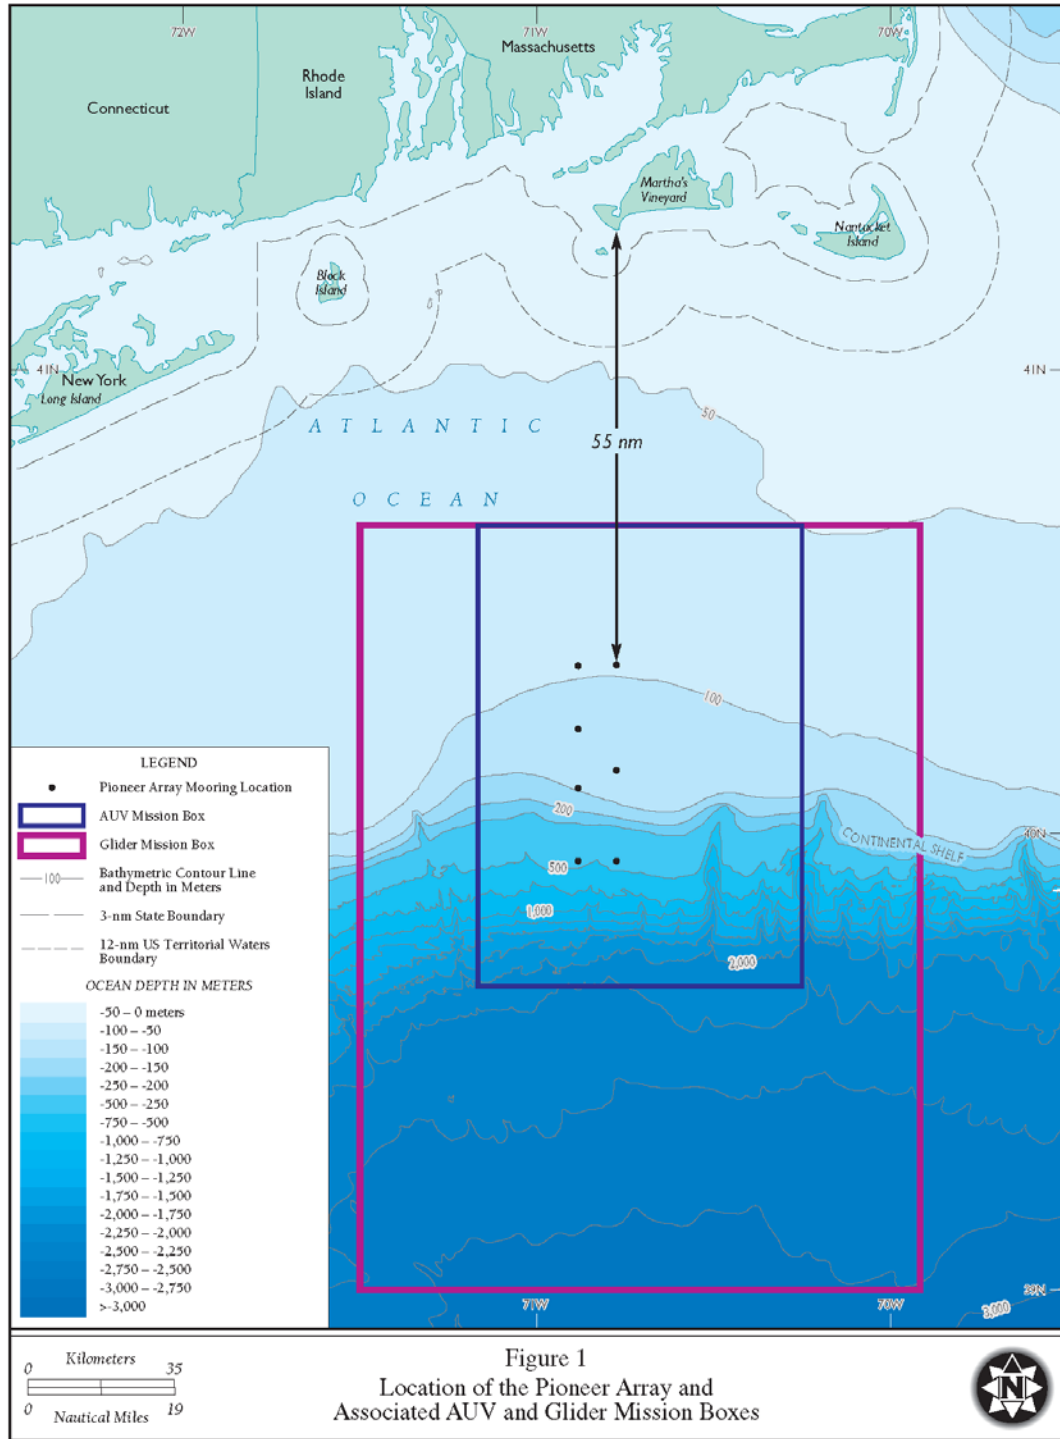 72W
71W
70W
Massachusetts
Rhode
Island
Connecticut
Martha's
Vineyard
Nantucket
Island
Block
Island
41N
41N
New York
Long Island
50
A T L A N T I C
55 nm
O C E A N
100
LEGEND
Pioneer Array Mooring Location
AUV Mission Box
Glider Mission Box
100
Bathymetric Contour Line
and Depth in Meters
3-nm State Boundary
12-nm US Territorial Waters
Boundary
200
CONTINENTAL SHELF
40N
500
1,000
2,000
OCEAN DEPTH IN METERS
-50 – 0 meters
-100 – -50
-150 – -100
-200 – -150
-250 – -200
-500 – -250
-750 – -500
-1,000 – -750
-1,250 – -1,000
-1,500 – -1,250
-1,750 – -1,500
-2,000 – -1,750
-2,250 – -2,000
-2,500 – -2,250
-2,750 – -2,500
-3,000 – -2,750
>-3,000
71W
70W
39N
3,000
Kilometers
0 35
0 19
Nautical Miles
Figure 1
Location of the Pioneer Array and
Associated AUV and Glider Mission Boxes
N